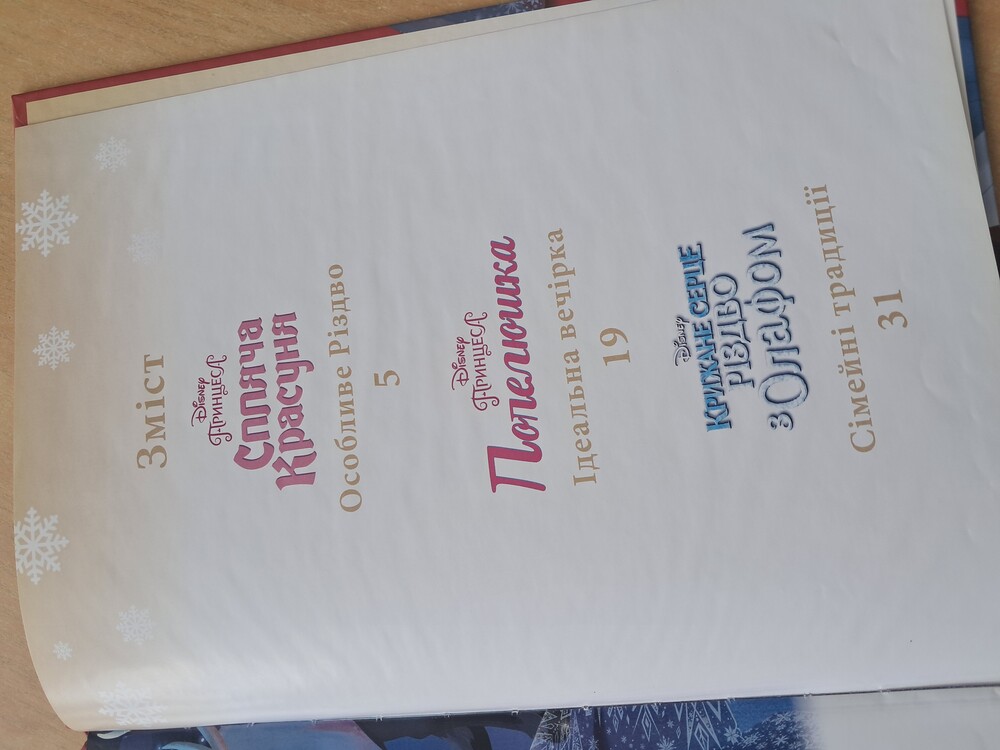 Зміст
Disney
ПРИНЦЕСА
Спляча
Красуня
Особливе Різдво
5
Disney
ПРИНЦЕСА
Попелюшка
Ідеальна вечірка
19
Disney
КРИЖАНЕ СЕРЦЕ
РІЗДВО
З ОЛАФОМ
Сімейні традиції
31